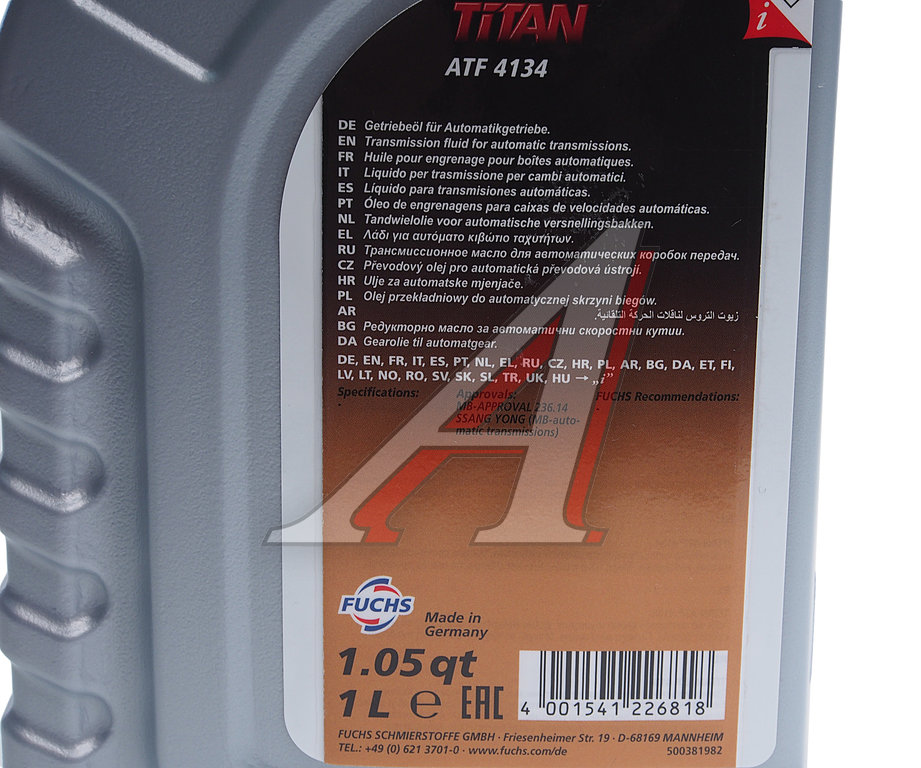 TITAN
ATF 4134
i
DE Getriebeöl für Automatikgetriebe.
EN Transmission fluid for automatic transmissions.
FR Huile pour engrenage pour boîtes automatiques.
IT Liquido per trasmissione per cambi automatici.
ES Líquido para transmisiones automáticas.
PT Óleo de engrenagens para caixas de velocidades automáticas.
NL Tandwielolie voor automatische versnellingsbakken.
EL Λάδι για αυτόματο κιβώτιο ταχυτήτων.
RU Трансмиссионное масло для автоматических коробок передач.
CZ Převodový olej pro automatická převodová ústrojí.
HR Ulje za automatske mjenjače.
PL Olej przekładniowy do automatycznej skrzyni biegów.
AR زيوت التروس لناقلات الحركة التلقائية.
BG Редукторно масло за автоматични скоростни кутии.
DA Gearolie til automatgear.
DE, EN, FR, IT, ES, PT, NL, EL, RU, CZ, HR, PL, AR, BG, DA, ET, FI,
LV, LT, NO, RO, SV, SK, SL, TR, UK, HU → „i”
Specifications:
-
Approvals:
MB-APPROVAL 236.14
SSANG YONG (MB-auto-
matic transmissions)
FUCHS Recommendations:
-
FUCHS
Made in
Germany
1.05 qt
1 L ℮ EAC
4 001541 226818
FUCHS SCHMIERSTOFFE GMBH · Friesenheimer Str. 19 · D-68169 MANNHEIM
TEL.: +49 (0) 621 3701-0 · www.fuchs.com/de
500381982